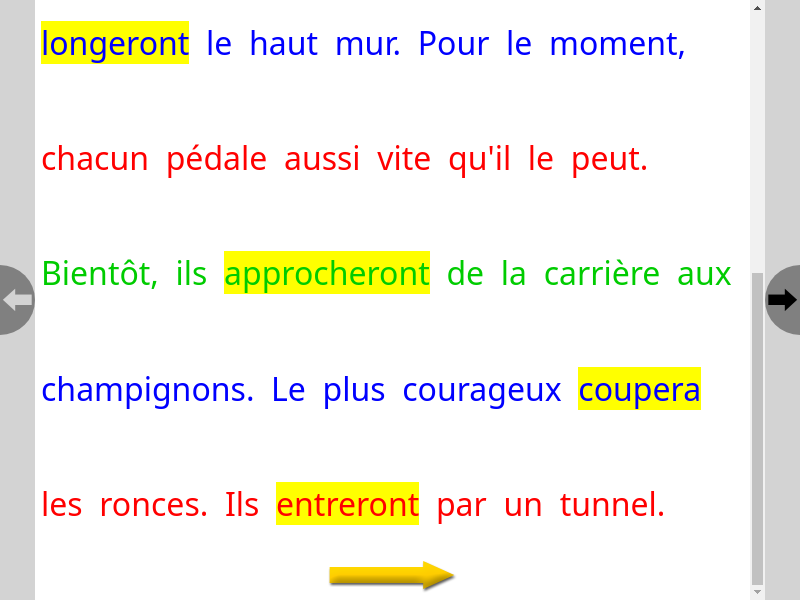 longeront le haut mur. Pour le moment,
chacun pédale aussi vite qu'il le peut.
Bientôt, ils approcheront de la carrière aux
champignons. Le plus courageux coupera
les ronces. Ils entreront par un tunnel.